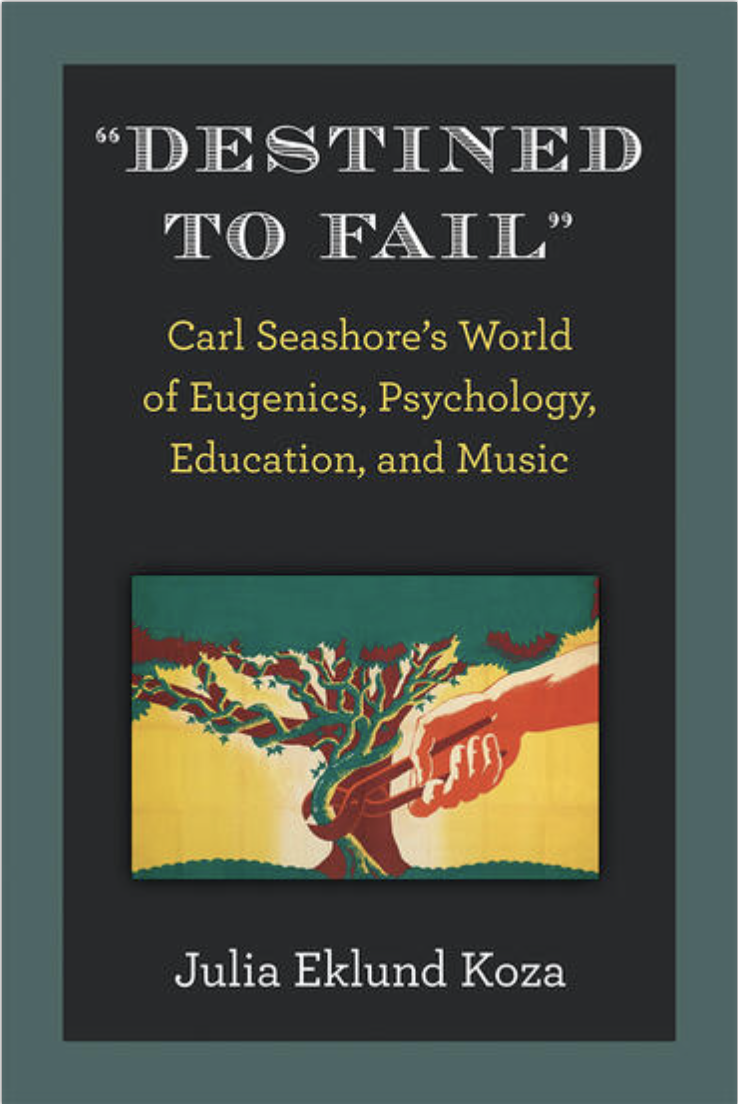 “DESTINED
TO FAIL”
Carl Seashore’s World
of Eugenics, Psychology,
Education, and Music
Julia Eklund Koza